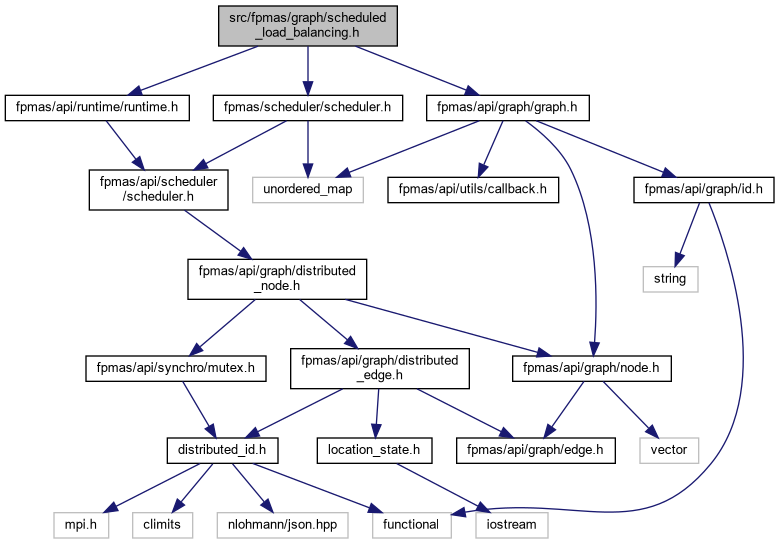 src/fpmas/graph/scheduled
_load_balancing.h
fpmas/api/runtime/runtime.h
fpmas/scheduler/scheduler.h
fpmas/api/graph/graph.h
fpmas/api/scheduler
/scheduler.h
unordered_map
fpmas/api/utils/callback.h
fpmas/api/graph/id.h
fpmas/api/graph/distributed
_node.h
string
fpmas/api/synchro/mutex.h
fpmas/api/graph/distributed
_edge.h
fpmas/api/graph/node.h
distributed_id.h
location_state.h
fpmas/api/graph/edge.h
vector
mpi.h
climits
nlohmann/json.hpp
functional
iostream